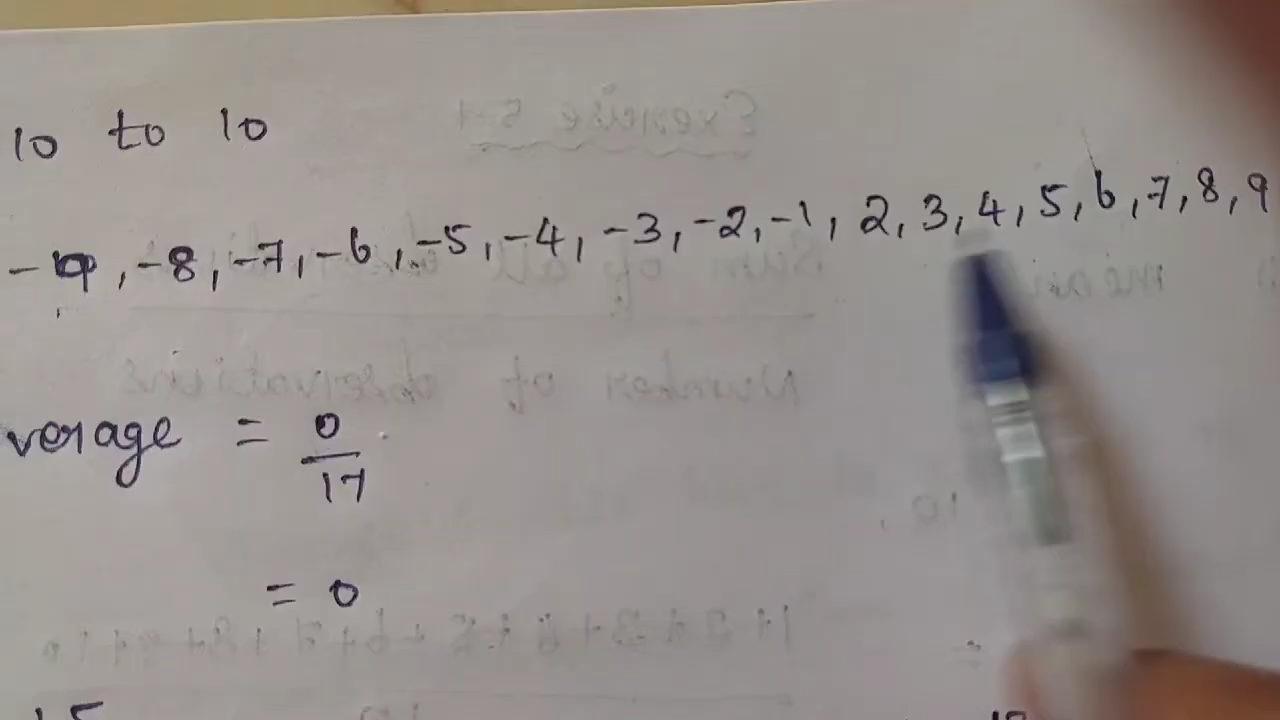 10 to 10
-9, -8, -7, -6, -5, -4, -3, -2, -1, 2, 3, 4, 5, 6, 7, 8, 9
verage = 0/17
= 0
15